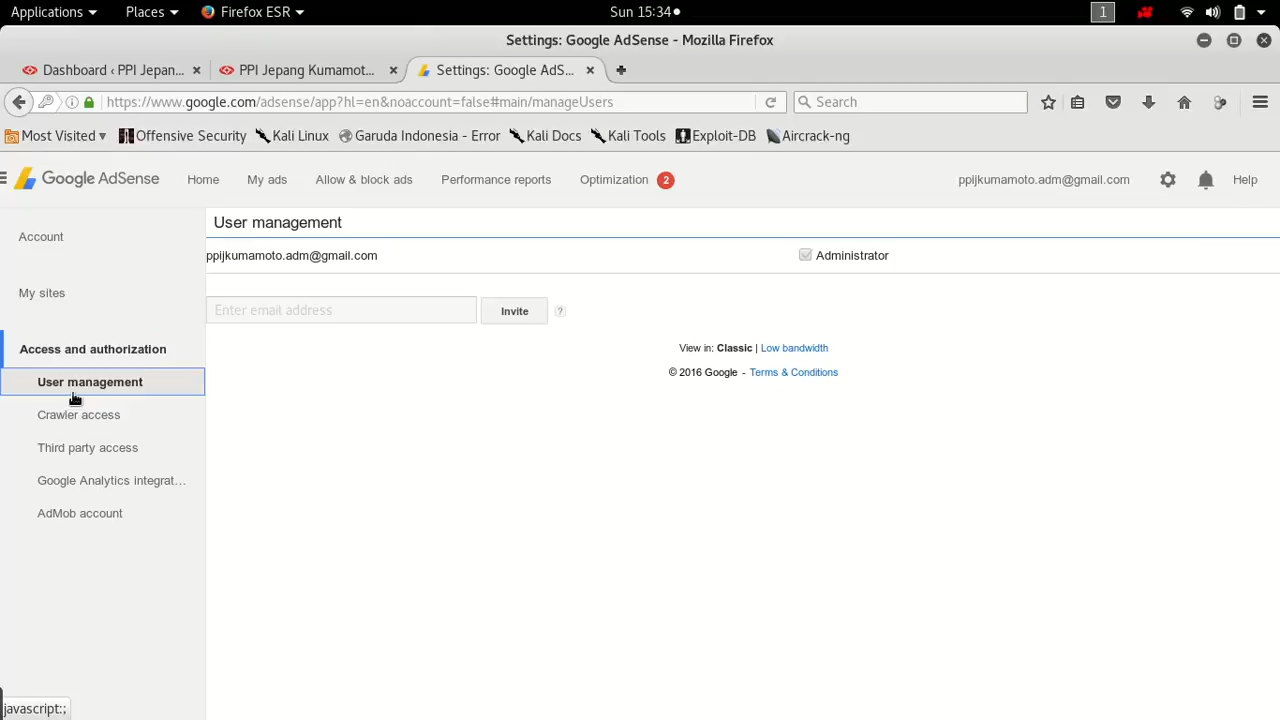 Applications Places Firefox ESR Sun 15:34 1
Settings: Google AdSense - Mozilla Firefox
Dashboard ‹ PPI Jepan... PPI Jepang Kumamot... Settings: Google AdS...
https://www.google.com/adsense/app?hl=en&noaccount=false#main/manageUsers Search
Most Visited Offensive Security Kali Linux Garuda Indonesia - Error Kali Docs Kali Tools Exploit-DB Aircrack-ng
Google AdSense Home My ads Allow & block ads Performance reports Optimization 2 ppijkumamoto.adm@gmail.com Help
User management
Account
ppijkumamoto.adm@gmail.com Administrator
My sites
Enter email address Invite ?
Access and authorization
View in: Classic | Low bandwidth
© 2016 Google - Terms & Conditions
User management
Crawler access
Third party access
Google Analytics integrat...
AdMob account
javascript:;